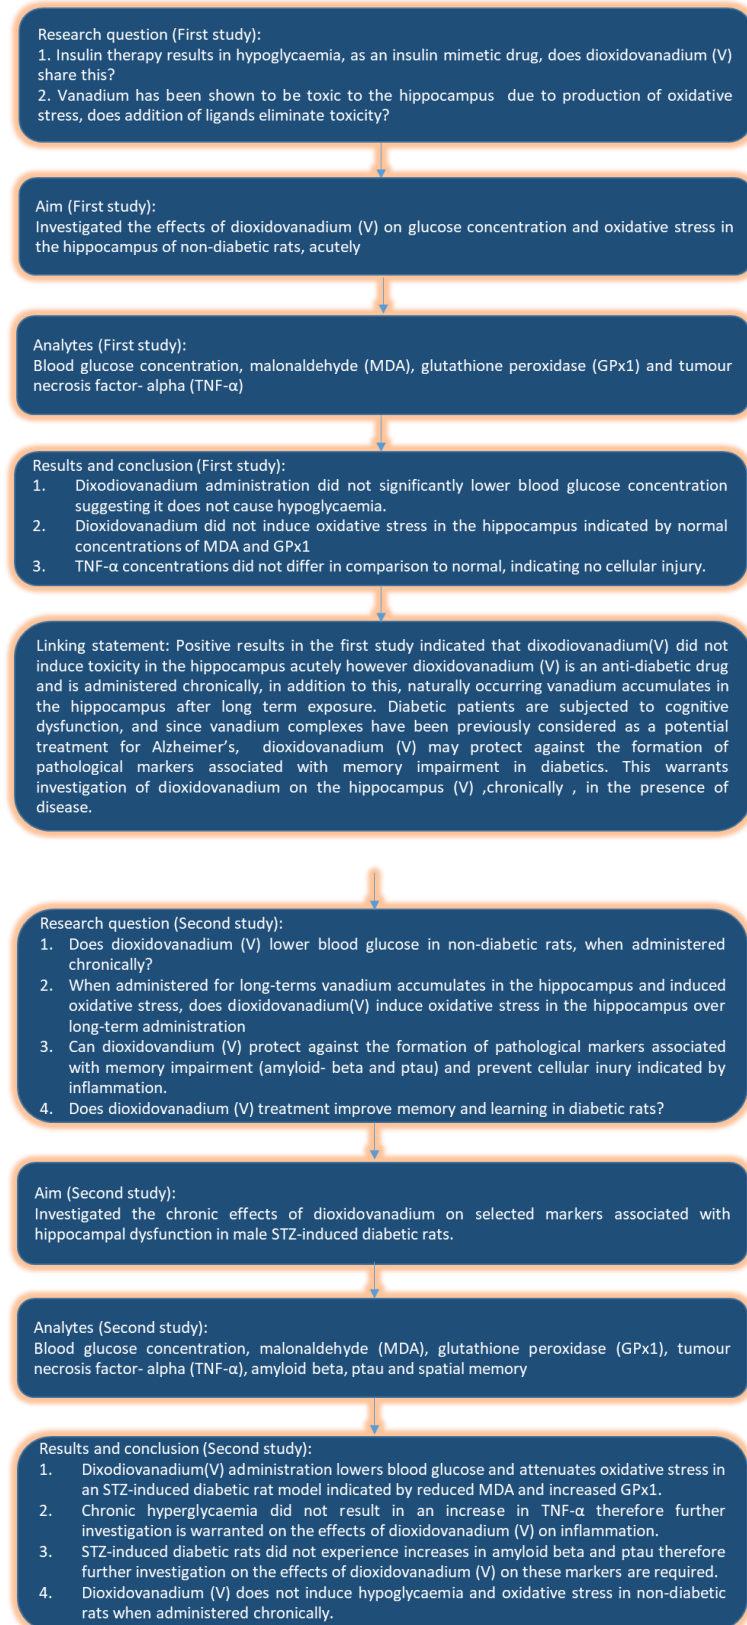 Research question (First study):
1. Insulin therapy results in hypoglycaemia, as an insulin mimetic drug, does dioxidovanadium (V)
share this?
2. Vanadium has been shown to be toxic to the hippocampus due to production of oxidative
stress, does addition of ligands eliminate toxicity?
Aim (First study):
Investigated the effects of dioxidovanadium (V) on glucose concentration and oxidative stress in
the hippocampus of non-diabetic rats, acutely
Analytes (First study):
Blood glucose concentration, malonaldehyde (MDA), glutathione peroxidase (GPx1) and tumour
necrosis factor- alpha (TNF-α)
Results and conclusion (First study):
1. Dixodiovanadium administration did not significantly lower blood glucose concentration
suggesting it does not cause hypoglycaemia.
2. Dioxidovanadium did not induce oxidative stress in the hippocampus indicated by normal
concentrations of MDA and GPx1
3. TNF-α concentrations did not differ in comparison to normal, indicating no cellular injury.
Linking statement: Positive results in the first study indicated that dixodiovanadium(V) did not
induce toxicity in the hippocampus acutely however dioxidovanadium (V) is an anti-diabetic drug
and is administered chronically, in addition to this, naturally occurring vanadium accumulates in
the hippocampus after long term exposure. Diabetic patients are subjected to cognitive
dysfunction, and since vanadium complexes have been previously considered as a potential
treatment for Alzheimer's, dioxidovanadium (V) may protect against the formation of
pathological markers associated with memory impairment in diabetics. This warrants
investigation of dioxidovanadium on the hippocampus (V) ,chronically , in the presence of
disease.
Research question (Second study):
1. Does dioxidovanadium (V) lower blood glucose in non-diabetic rats, when administered
chronically?
2. When administered for long-terms vanadium accumulates in the hippocampus and induced
oxidative stress, does dioxidovanadium(V) induce oxidative stress in the hippocampus over
long-term administration
3. Can dioxidovandium (V) protect against the formation of pathological markers associated
with memory impairment (amyloid- beta and ptau) and prevent cellular inury indicated by
inflammation.
4. Does dioxidovanadium (V) treatment improve memory and learning in diabetic rats?
Aim (Second study):
Investigated the chronic effects of dioxidovanadium on selected markers associated with
hippocampal dysfunction in male STZ-induced diabetic rats.
Analytes (Second study):
Blood glucose concentration, malonaldehyde (MDA), glutathione peroxidase (GPx1), tumour
necrosis factor- alpha (TNF-α), amyloid beta, ptau and spatial memory
Results and conclusion (Second study):
1. Dixodiovanadium(V) administration lowers blood glucose and attenuates oxidative stress in
an STZ-induced diabetic rat model indicated by reduced MDA and increased GPx1.
2. Chronic hyperglycaemia did not result in an increase in TNF-α therefore further
investigation is warranted on the effects of dioxidovanadium (V) on inflammation.
3. STZ-induced diabetic rats did not experience increases in amyloid beta and ptau therefore
further investigation on the effects of dioxidovanadium (V) on these markers are required.
4. Dioxidovanadium (V) does not induce hypoglycaemia and oxidative stress in non-diabetic
rats when administered chronically.